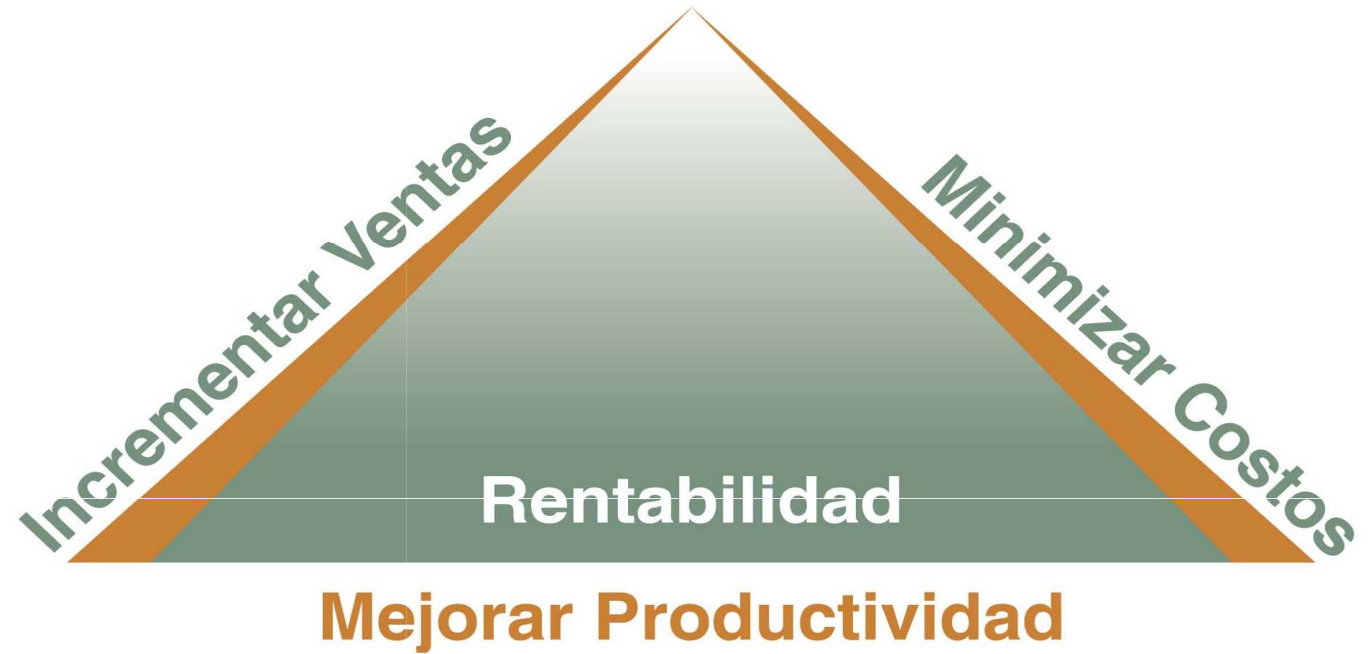 Incrementar Ventas
Minimizar Costos
Rentabilidad
Mejorar Productividad